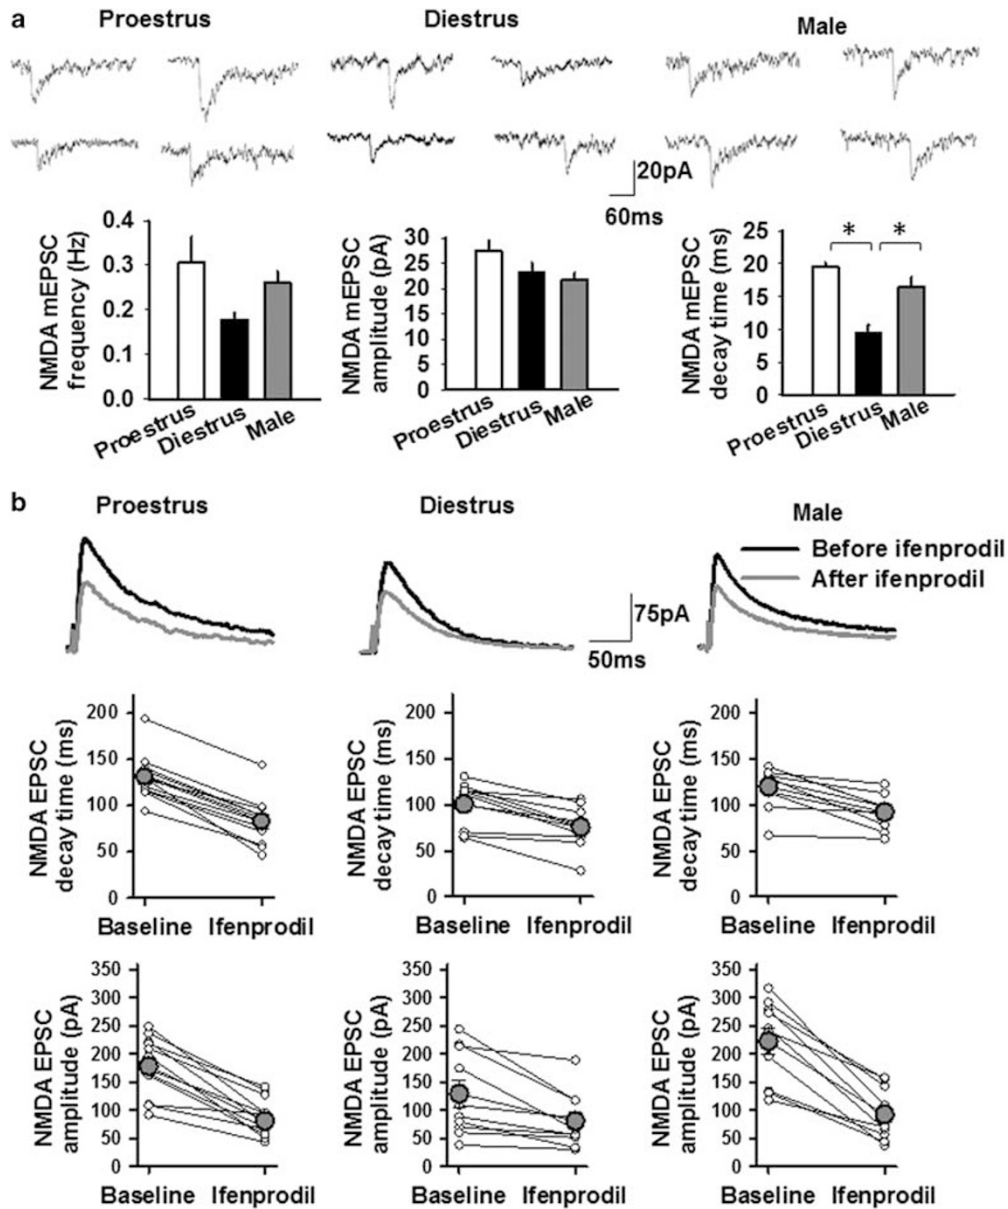 a
Proestrus
Diestrus
Male
20pA
60ms
NMDA mEPSC
frequency (Hz)
0.4
0.3
0.2
0.1
0.0
Proestrus
Diestrus
Male
NMDA mEPSC
amplitude (pA)
30
25
20
15
10
5
0
Proestrus
Diestrus
Male
NMDA mEPSC
decay time (ms)
25
20
15
10
5
0
* *
Proestrus
Diestrus
Male
b
Proestrus
Diestrus
Male
Before ifenprodil
After ifenprodil
75pA
50ms
NMDA EPSC
decay time (ms)
200
150
100
50
0
Baseline Ifenprodil
NMDA EPSC
decay time (ms)
200
150
100
50
0
Baseline Ifenprodil
NMDA EPSC
decay time (ms)
200
150
100
50
0
Baseline Ifenprodil
NMDA EPSC
amplitude (pA)
350
300
250
200
150
100
50
0
Baseline Ifenprodil
NMDA EPSC
amplitude (pA)
350
300
250
200
150
100
50
0
Baseline Ifenprodil
NMDA EPSC
amplitude (pA)
350
300
250
200
150
100
50
0
Baseline Ifenprodil